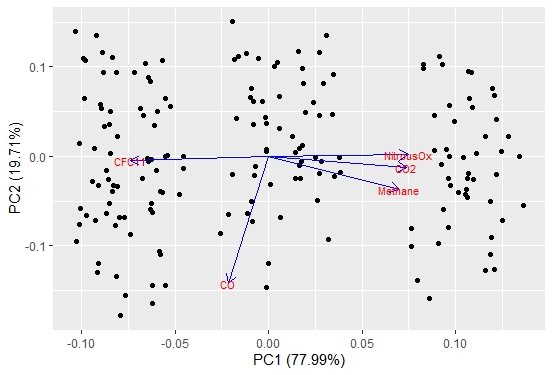 0.1
NitrousOx
CFC11
0.0
CO2
Methane
PC2 (19.71%)
-0.1
CO
-0.10
-0.05
0.00
0.05
0.10
PC1 (77.99%)